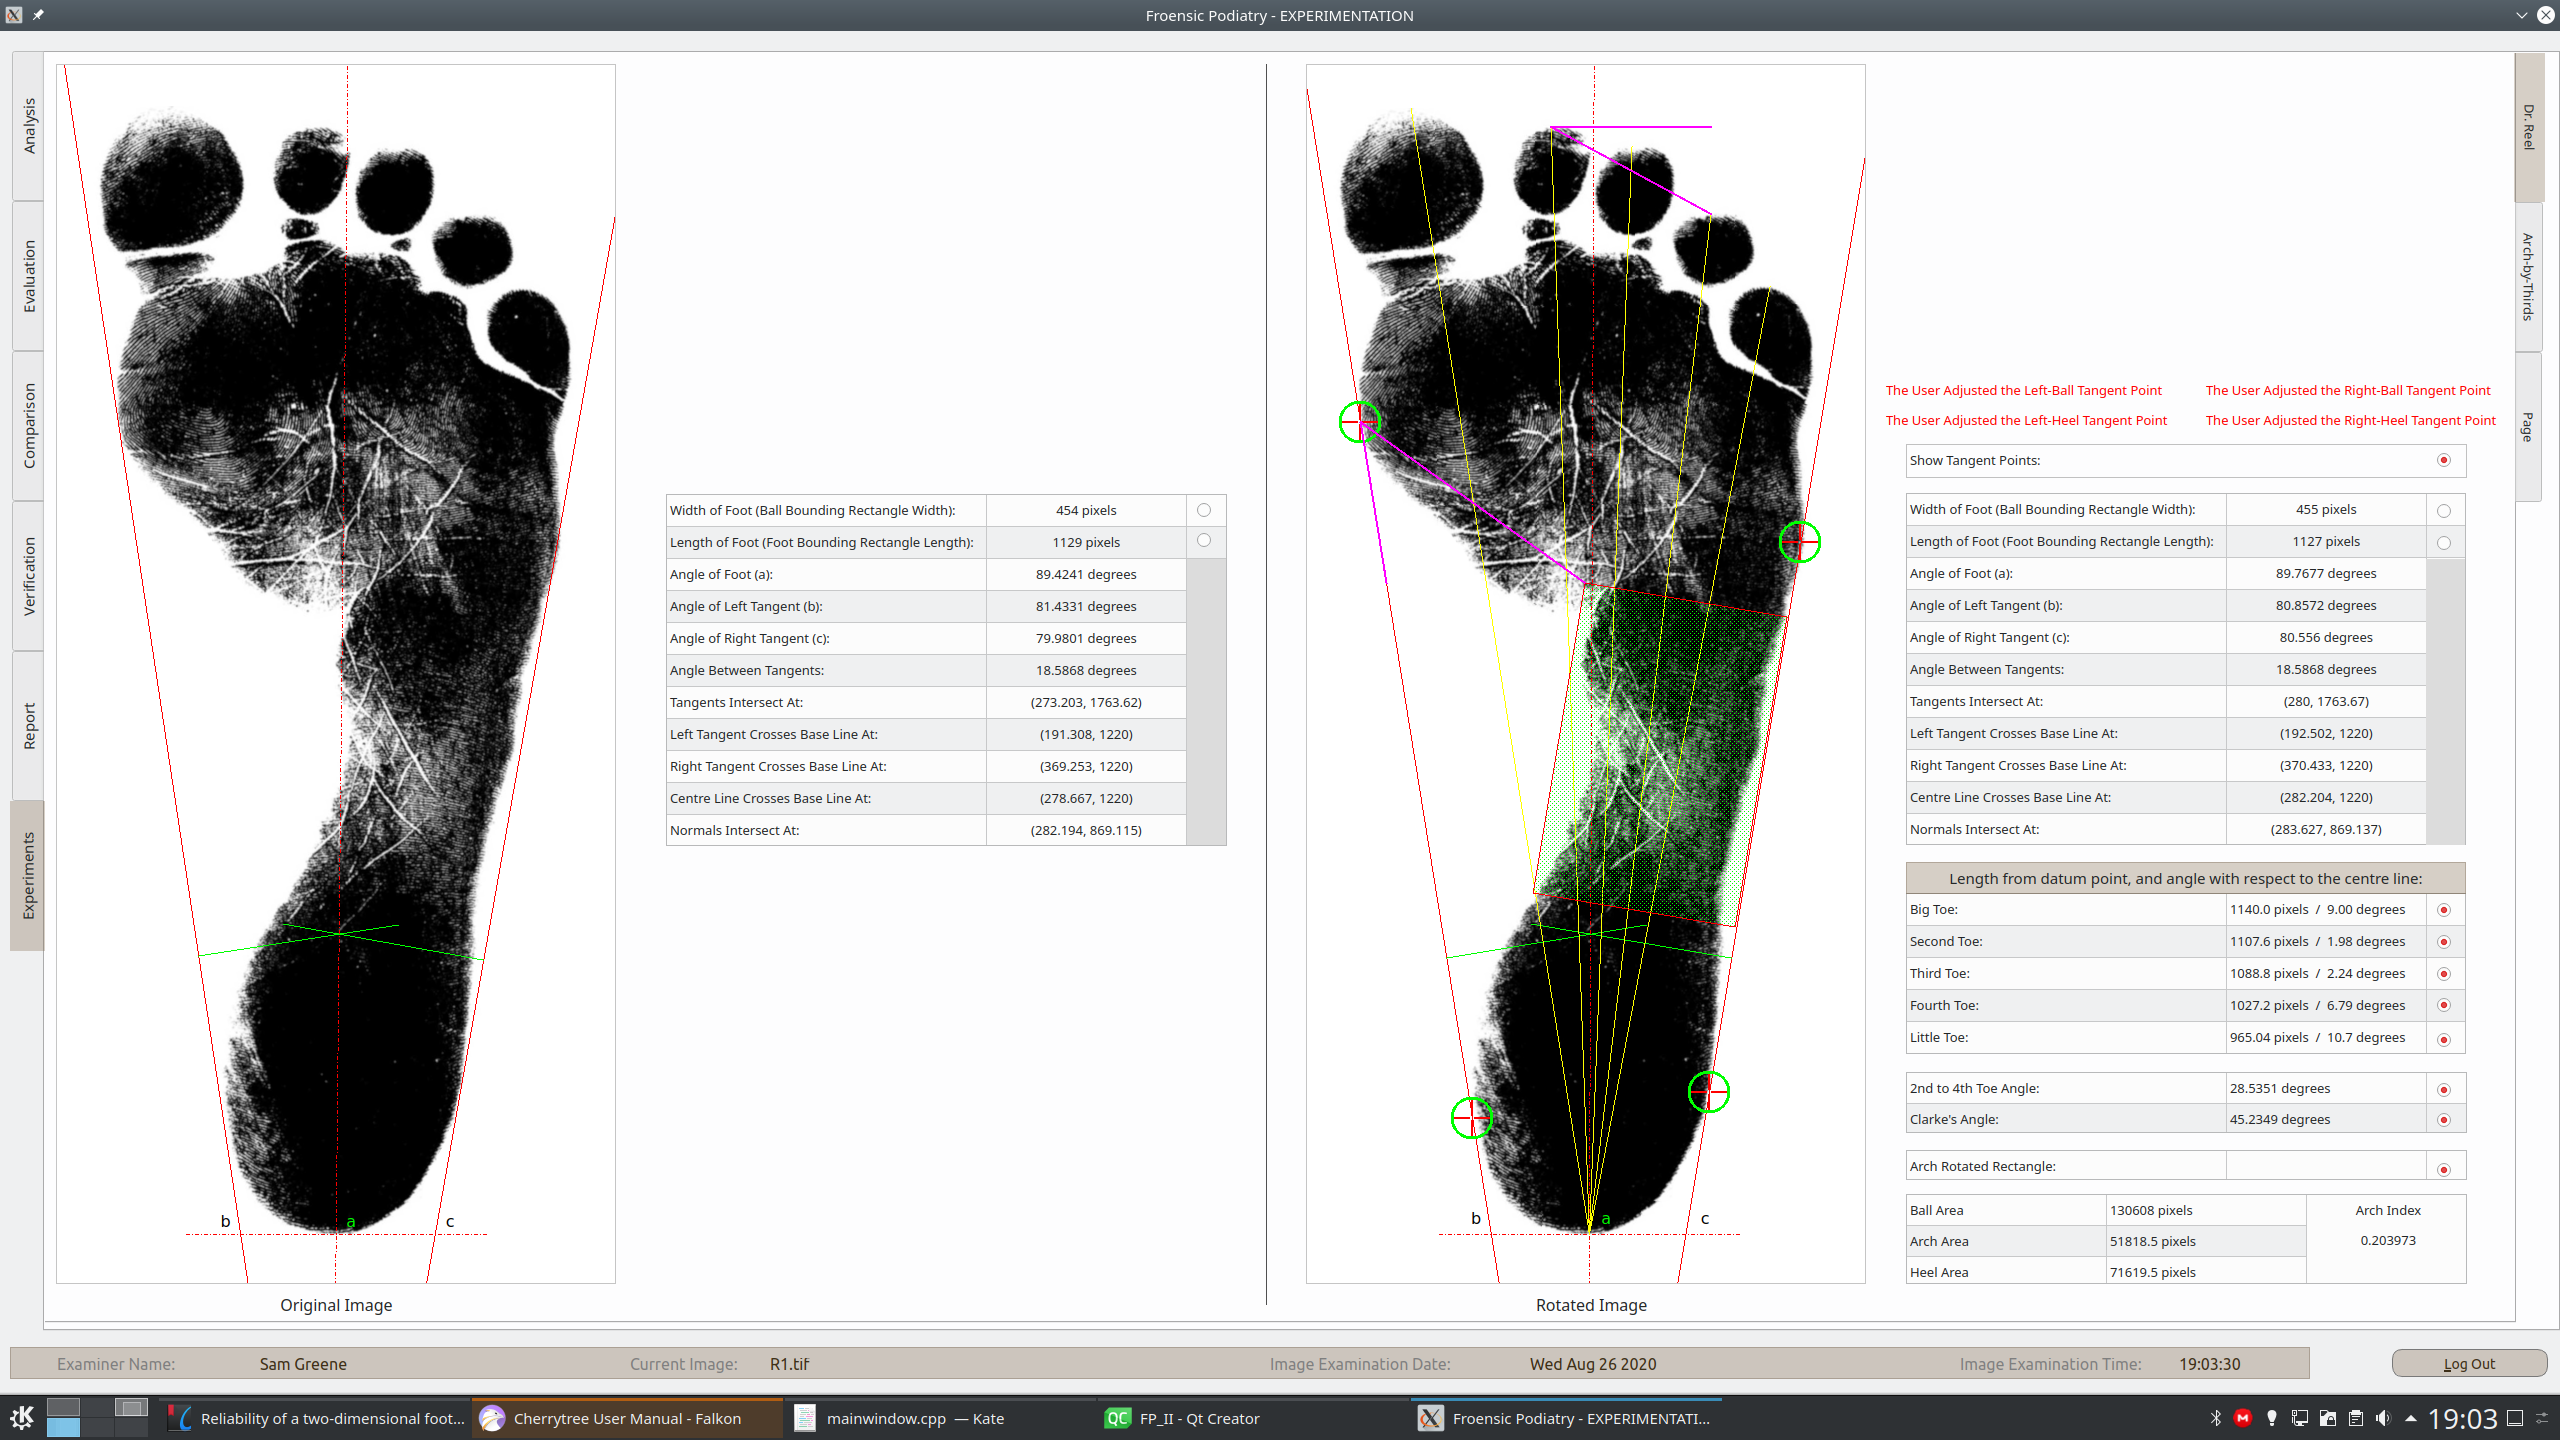 Froensic Podiatry - EXPERIMENTATION
Analysis
Evaluation
Comparison
Verification
Report
Experiments
b
a
c
Original Image
Width of Foot (Ball Bounding Rectangle Width): 454 pixels
Length of Foot (Foot Bounding Rectangle Length): 1129 pixels
Angle of Foot (a): 89.4241 degrees
Angle of Left Tangent (b): 81.4331 degrees
Angle of Right Tangent (c): 79.9801 degrees
Angle Between Tangents: 18.5868 degrees
Tangents Intersect At: (273.203, 1763.62)
Left Tangent Crosses Base Line At: (191.308, 1220)
Right Tangent Crosses Base Line At: (369.253, 1220)
Centre Line Crosses Base Line At: (278.667, 1220)
Normals Intersect At: (282.194, 869.115)
b
a
c
Rotated Image
The User Adjusted the Left-Ball Tangent Point The User Adjusted the Right-Ball Tangent Point
The User Adjusted the Left-Heel Tangent Point The User Adjusted the Right-Heel Tangent Point
Show Tangent Points:
Width of Foot (Ball Bounding Rectangle Width): 455 pixels
Length of Foot (Foot Bounding Rectangle Length): 1127 pixels
Angle of Foot (a): 89.7677 degrees
Angle of Left Tangent (b): 80.8572 degrees
Angle of Right Tangent (c): 80.556 degrees
Angle Between Tangents: 18.5868 degrees
Tangents Intersect At: (280, 1763.67)
Left Tangent Crosses Base Line At: (192.502, 1220)
Right Tangent Crosses Base Line At: (370.433, 1220)
Centre Line Crosses Base Line At: (282.204, 1220)
Normals Intersect At: (283.627, 869.137)
Length from datum point, and angle with respect to the centre line:
Big Toe: 1140.0 pixels / 9.00 degrees
Second Toe: 1107.6 pixels / 1.98 degrees
Third Toe: 1088.8 pixels / 2.24 degrees
Fourth Toe: 1027.2 pixels / 6.79 degrees
Little Toe: 965.04 pixels / 10.7 degrees
2nd to 4th Toe Angle: 28.5351 degrees
Clarke's Angle: 45.2349 degrees
Arch Rotated Rectangle:
Ball Area 130608 pixels Arch Index
Arch Area 51818.5 pixels 0.203973
Heel Area 71619.5 pixels
Dr. Reel
Arch-by-Thirds
Page
Examiner Name: Sam Greene Current Image: R1.tif Image Examination Date: Wed Aug 26 2020 Image Examination Time: 19:03:30 Log Out
Reliability of a two-dimensional foot... Cherrytree User Manual - Falkon mainwindow.cpp — Kate QC FP_II - Qt Creator Froensic Podiatry - EXPERIMENTATI... 19:03